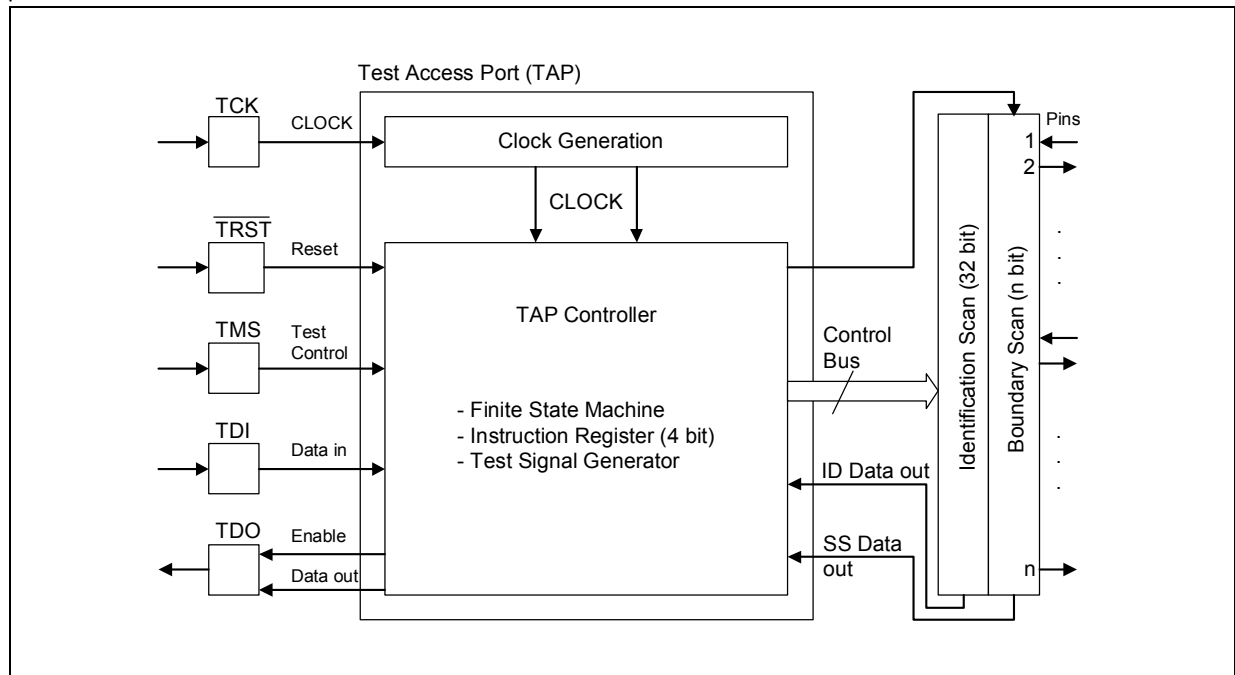 Test Access Port (TAP)
TCK
CLOCK
Clock Generation
Pins
1
2
CLOCK
TRST
Reset
TAP Controller
TMS
Test
Control
Control
Bus
- Finite State Machine
- Instruction Register (4 bit)
- Test Signal Generator
TDI
Data in
ID Data out
TDO
Enable
Data out
SS Data
out
n
Identification Scan (32 bit)
Boundary Scan (n bit)